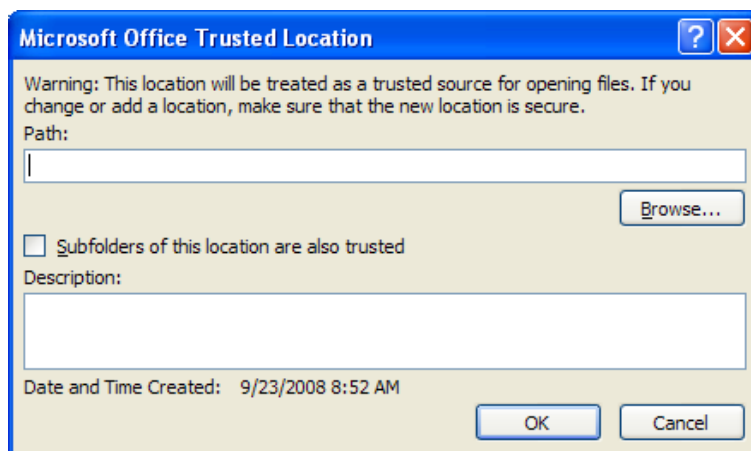 Microsoft Office Trusted Location
?
Warning: This location will be treated as a trusted source for opening files. If you
change or add a location, make sure that the new location is secure.
Path:
Browse...
Subfolders of this location are also trusted
Description:
Date and Time Created: 9/23/2008 8:52 AM
OK Cancel